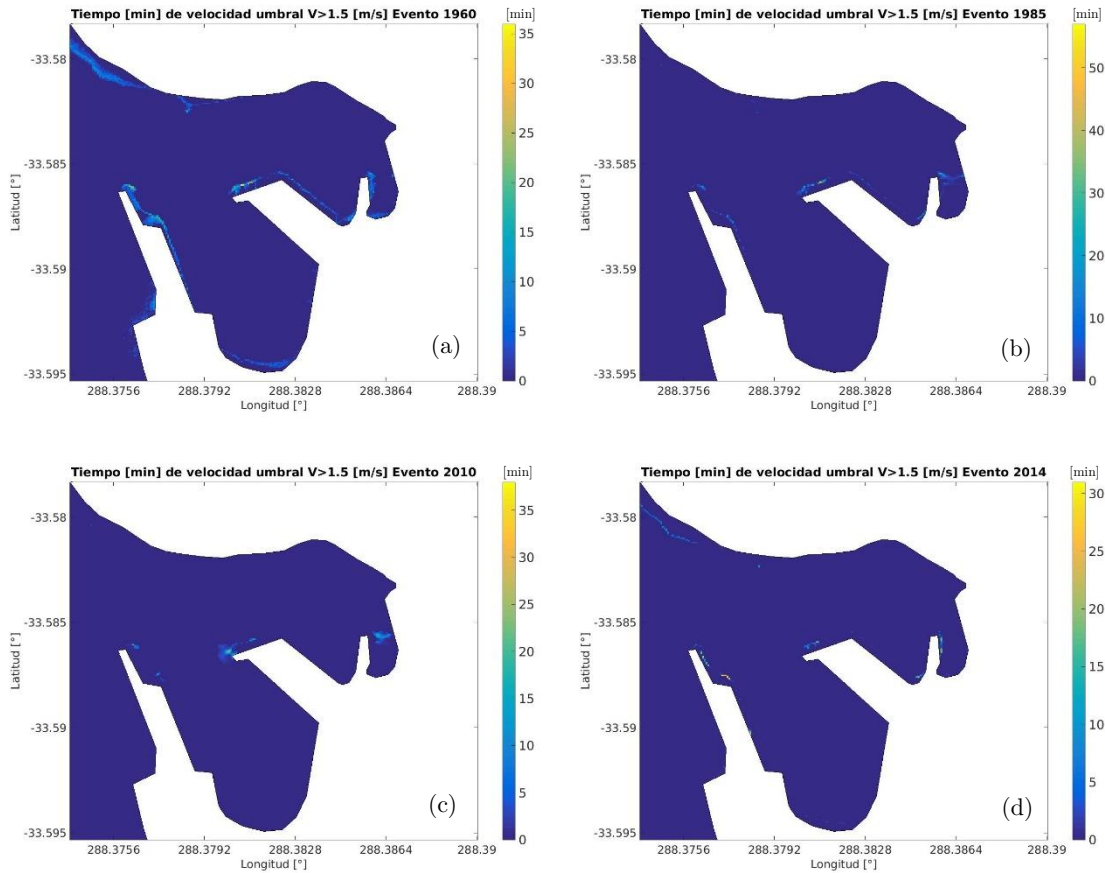 Tiempo [min] de velocidad umbral V>1.5 [m/s] Evento 1960
[min]
35
30
25
20
15
10
5
0
-33.58
-33.585
-33.59
-33.595
Latitud [°]
288.3756 288.3792 288.3828 288.3864 288.39
Longitud [°]
(a)
Tiempo [min] de velocidad umbral V>1.5 [m/s] Evento 1985
[min]
50
40
30
20
10
0
-33.58
-33.585
-33.59
-33.595
Latitud [°]
288.3756 288.3792 288.3828 288.3864 288.39
Longitud [°]
(b)
Tiempo [min] de velocidad umbral V>1.5 [m/s] Evento 2010
[min]
35
30
25
20
15
10
5
0
-33.58
-33.585
-33.59
-33.595
Latitud [°]
288.3756 288.3792 288.3828 288.3864 288.39
Longitud [°]
(c)
Tiempo [min] de velocidad umbral V>1.5 [m/s] Evento 2014
[min]
30
25
20
15
10
5
0
-33.58
-33.585
-33.59
-33.595
Latitud [°]
288.3756 288.3792 288.3828 288.3864 288.39
Longitud [°]
(d)